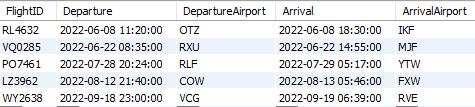 FlightID Departure DepartureAirport Arrival ArrivalAirport
RL4632 2022-06-08 11:20:00 OTZ 2022-06-08 18:30:00 IKF
VQ0285 2022-06-22 08:35:00 RXU 2022-06-22 14:55:00 MJF
PO7461 2022-07-28 20:24:00 RLF 2022-07-29 05:17:00 YTW
LZ3962 2022-08-12 21:40:00 COW 2022-08-13 05:46:00 FXW
WY2638 2022-09-18 23:00:00 VCG 2022-09-19 06:39:00 RVE